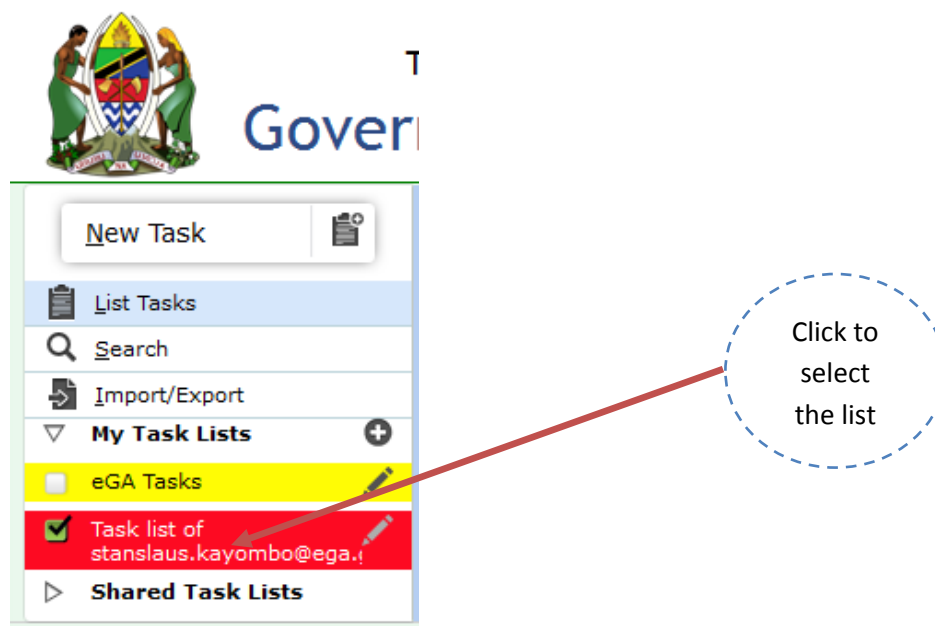 T
Gover
New Task
List Tasks
Search
Import/Export
My Task Lists
eGA Tasks
Task list of
stanslaus.kayombo@ega.g
Shared Task Lists
Click to
select
the list